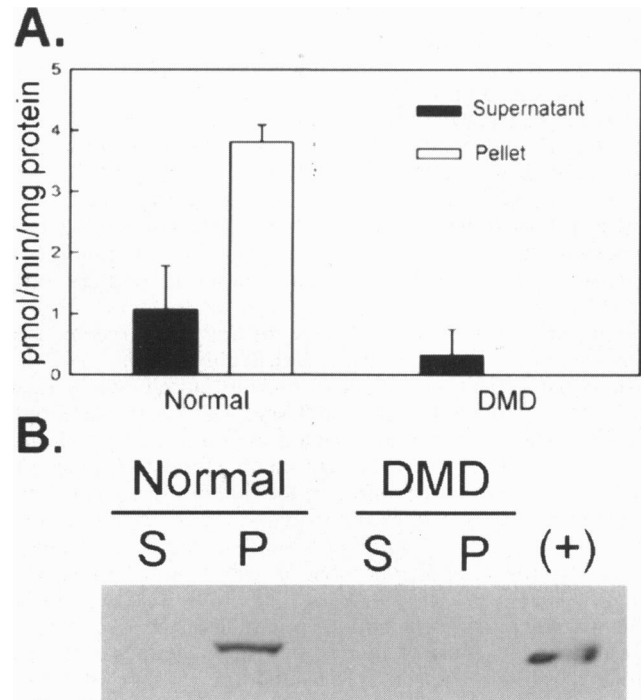 A.
pmol/min/mg protein
5
4
3
2
1
0
Supernatant
Pellet
Normal
DMD
B.
Normal DMD
S P S P (+)